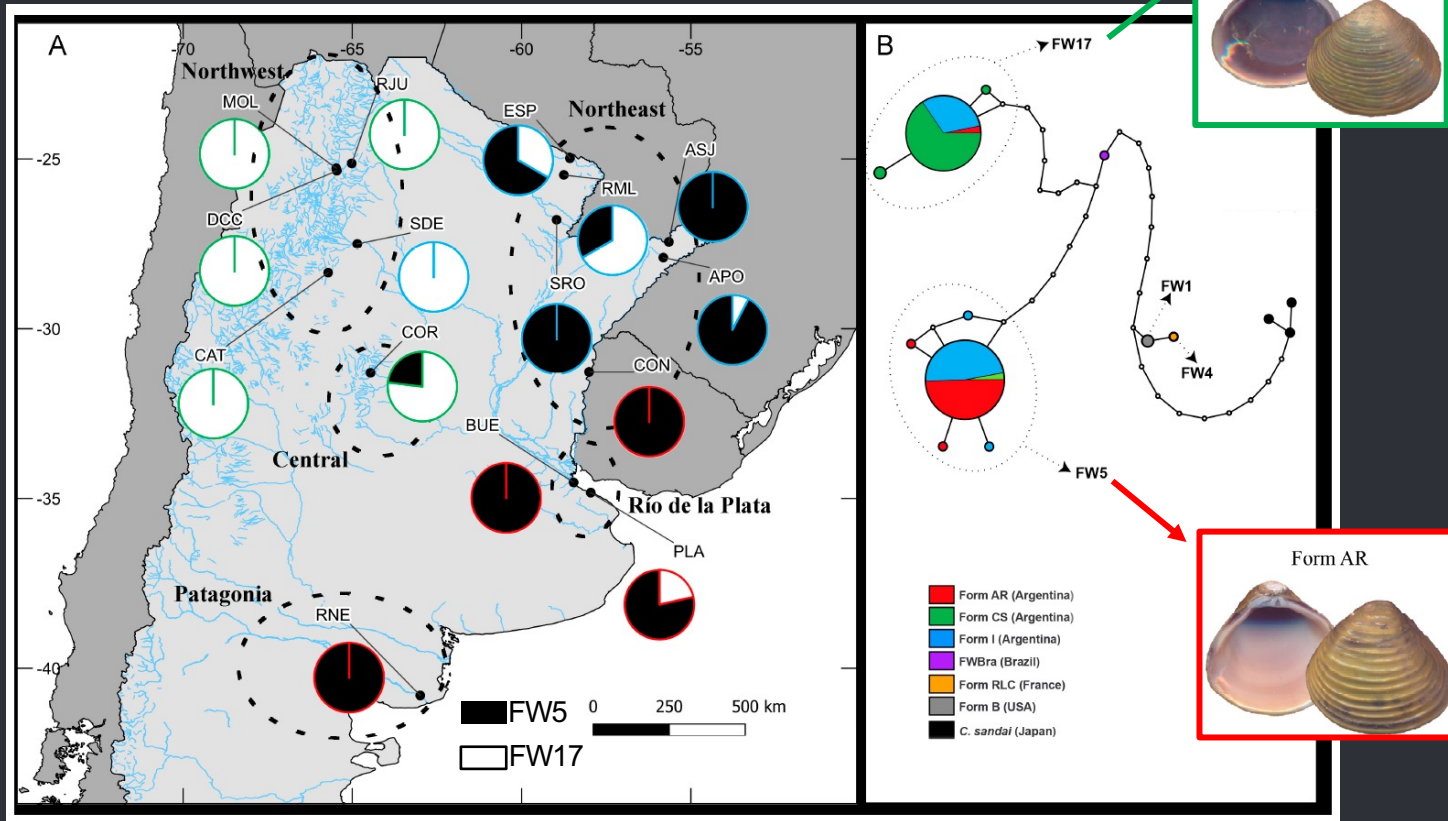 A
-70
-65
-60
-55
-25
-30
-35
-40
Northwest
MOL
RJU
ESP
Northeast
ASJ
RML
DCC
SDE
SRO
APO
CAT
COR
CON
BUE
Central
Río de la Plata
PLA
Patagonia
RNE
FW5
FW17
0 250 500 km
B
FW17
FW1
FW4
FW5
Form AR (Argentina)
Form CS (Argentina)
Form I (Argentina)
FWBra (Brazil)
Form RLC (France)
Form B (USA)
C. sandai (Japan)
Form AR